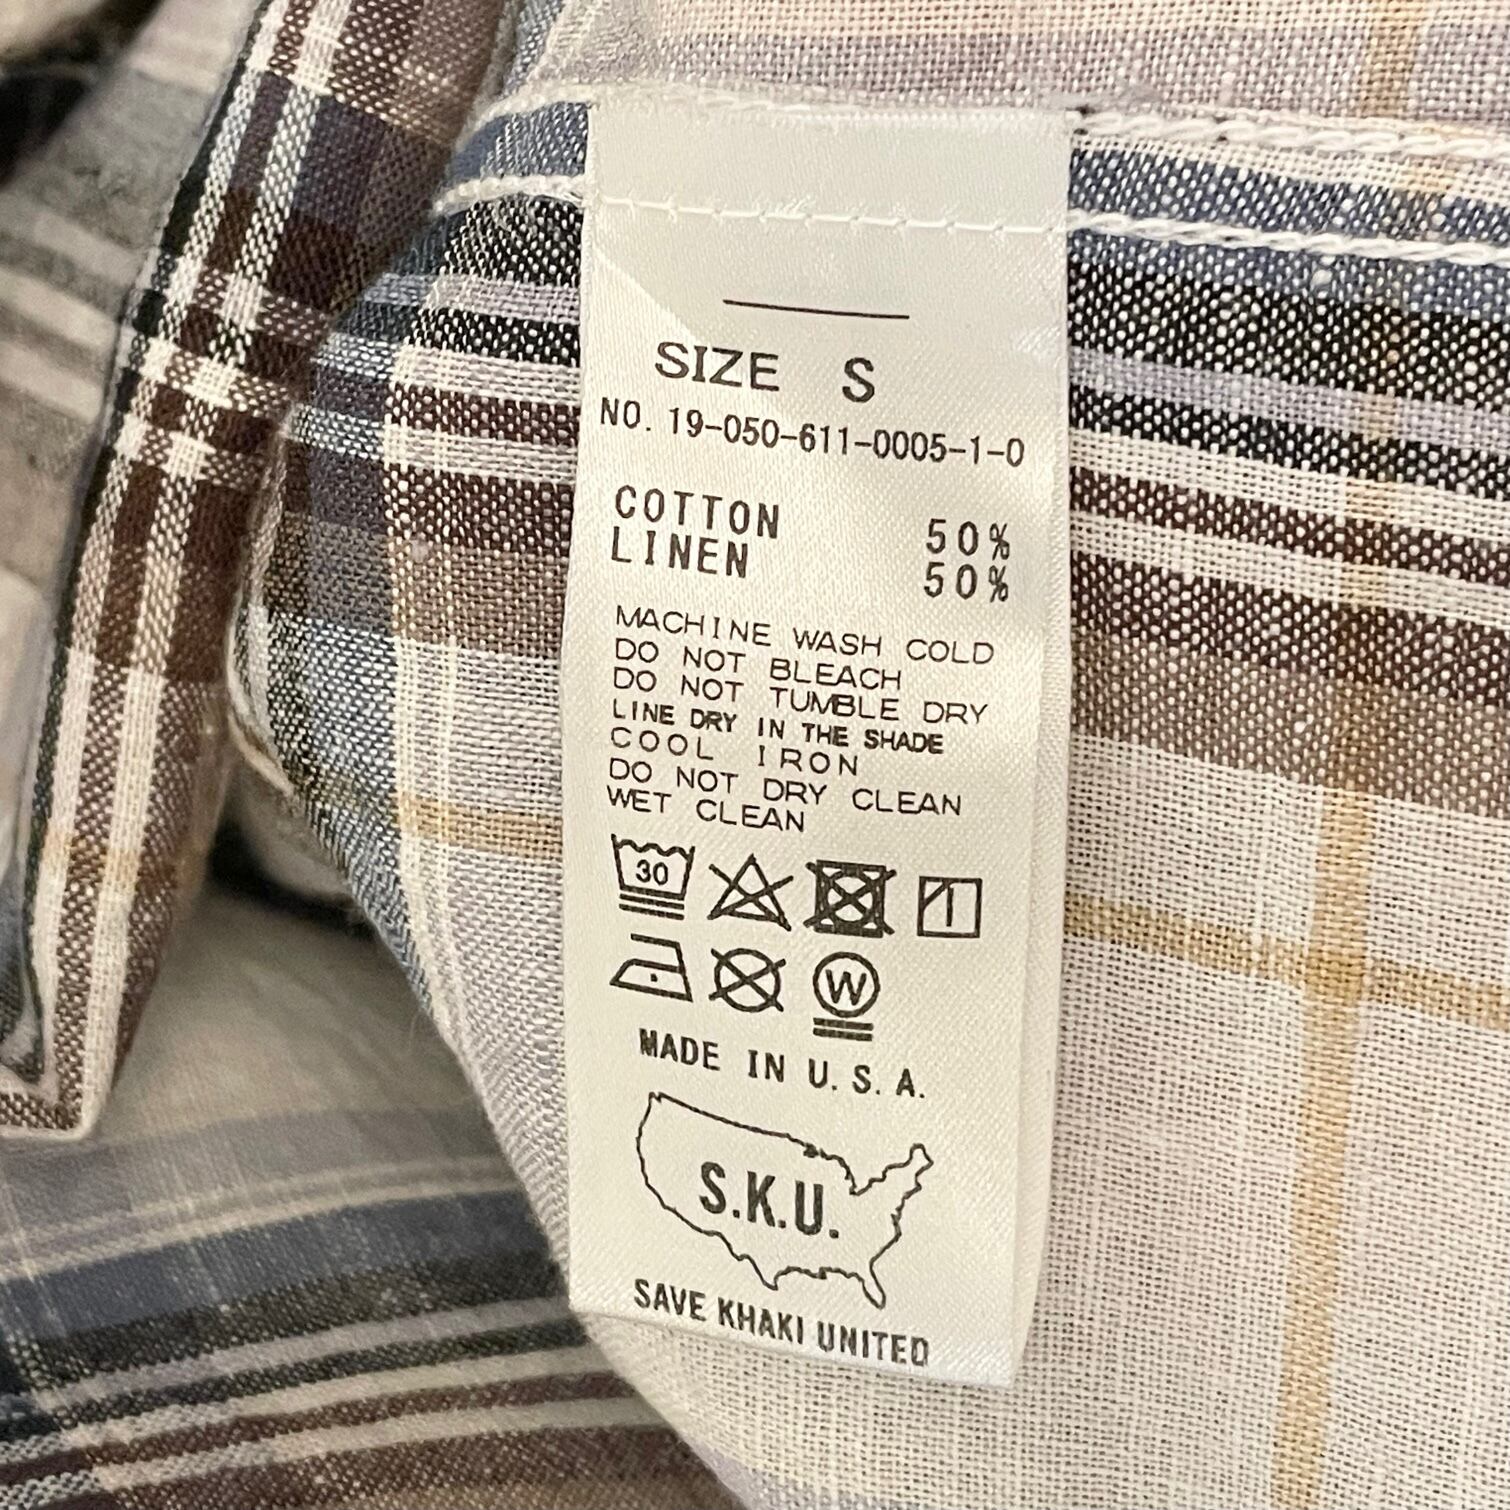 SIZE S
NO. 19-050-611-0005-1-0
COTTON 50%
LINEN 50%
MACHINE WASH COLD
DO NOT BLEACH
DO NOT TUMBLE DRY
LINE DRY IN THE SHADE
COOL IRON
DO NOT DRY CLEAN
WET CLEAN
30
W
MADE IN U.S.A.
S.K.U.
SAVE KHAKI UNITED